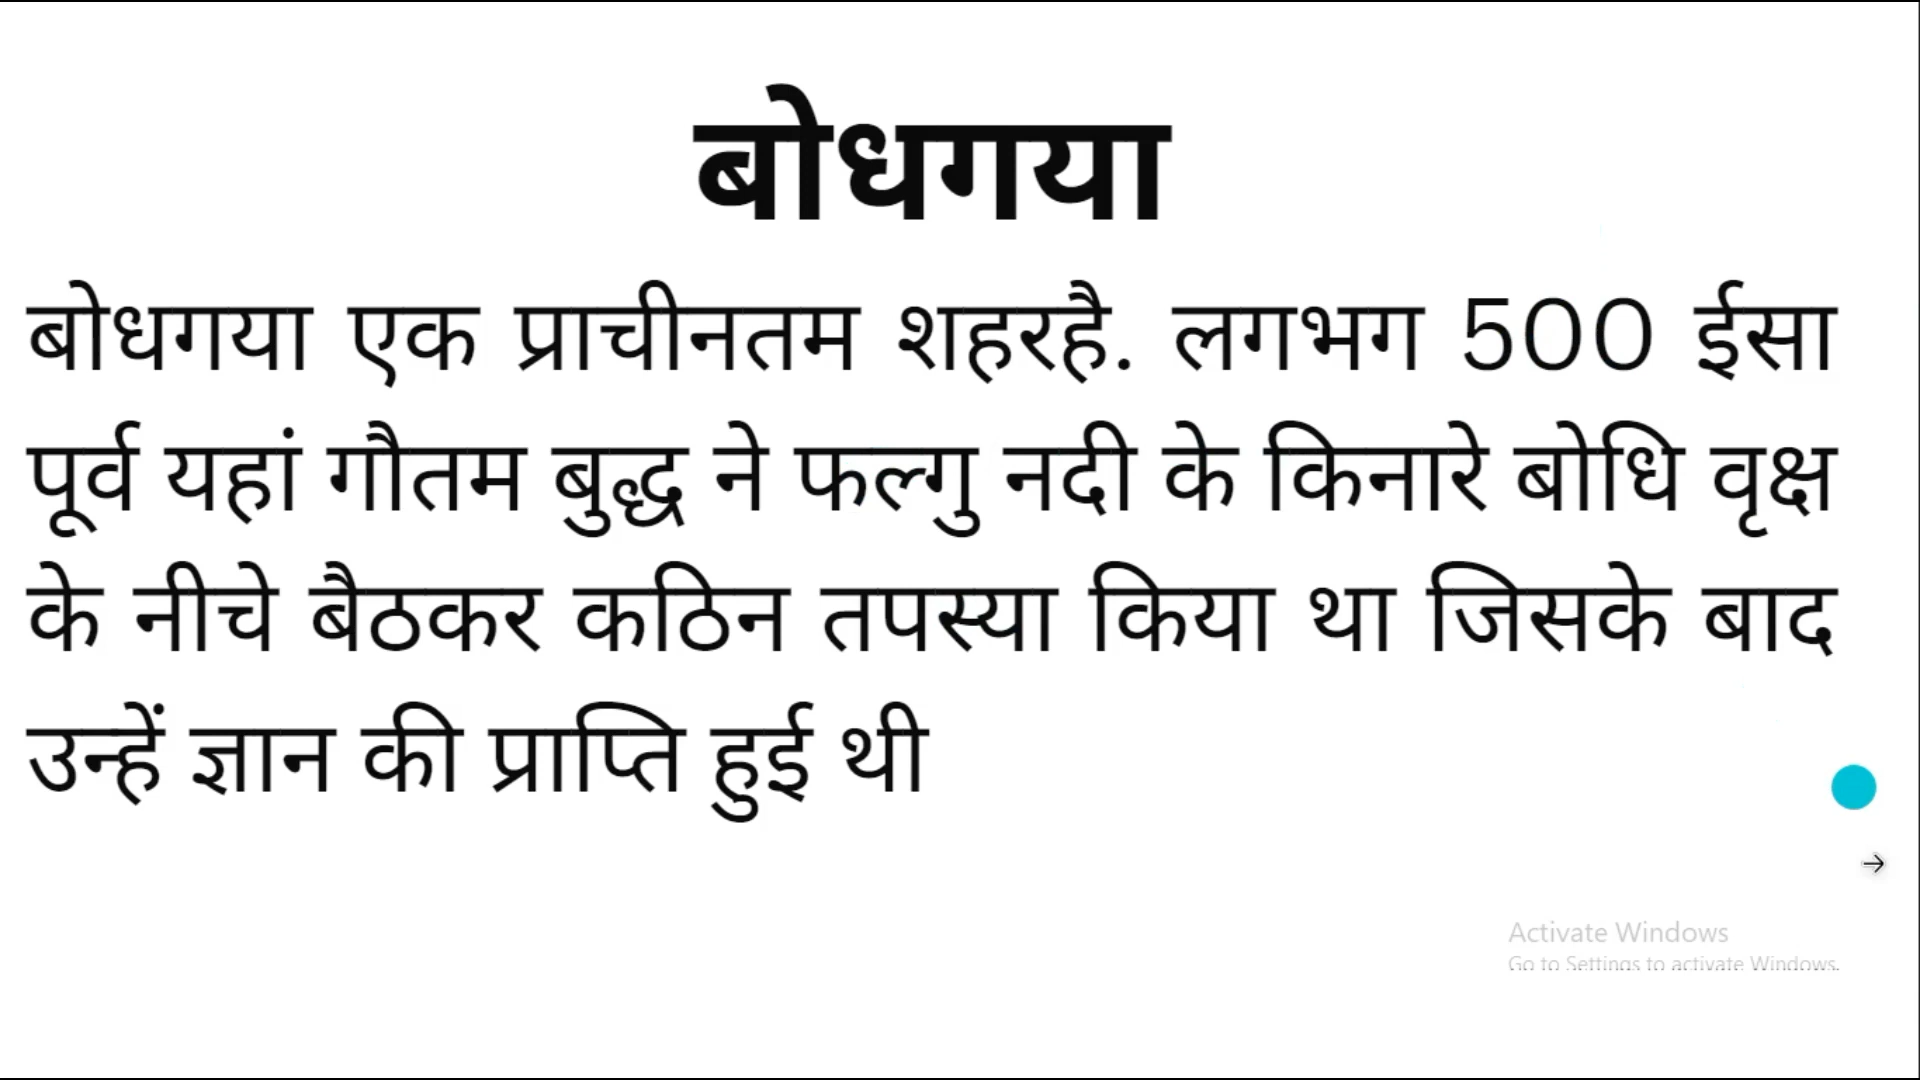 बोधगया
बोधगया एक प्राचीनतम शहरहै. लगभग 500 ईसा
पूर्व यहां गौतम बुद्ध ने फल्गु नदी के किनारे बोधि वृक्ष
के नीचे बैठकर कठिन तपस्या किया था जिसके बाद
उन्हें ज्ञान की प्राप्ति हुई थी
Activate Windows
Go to Settings to activate Windows.